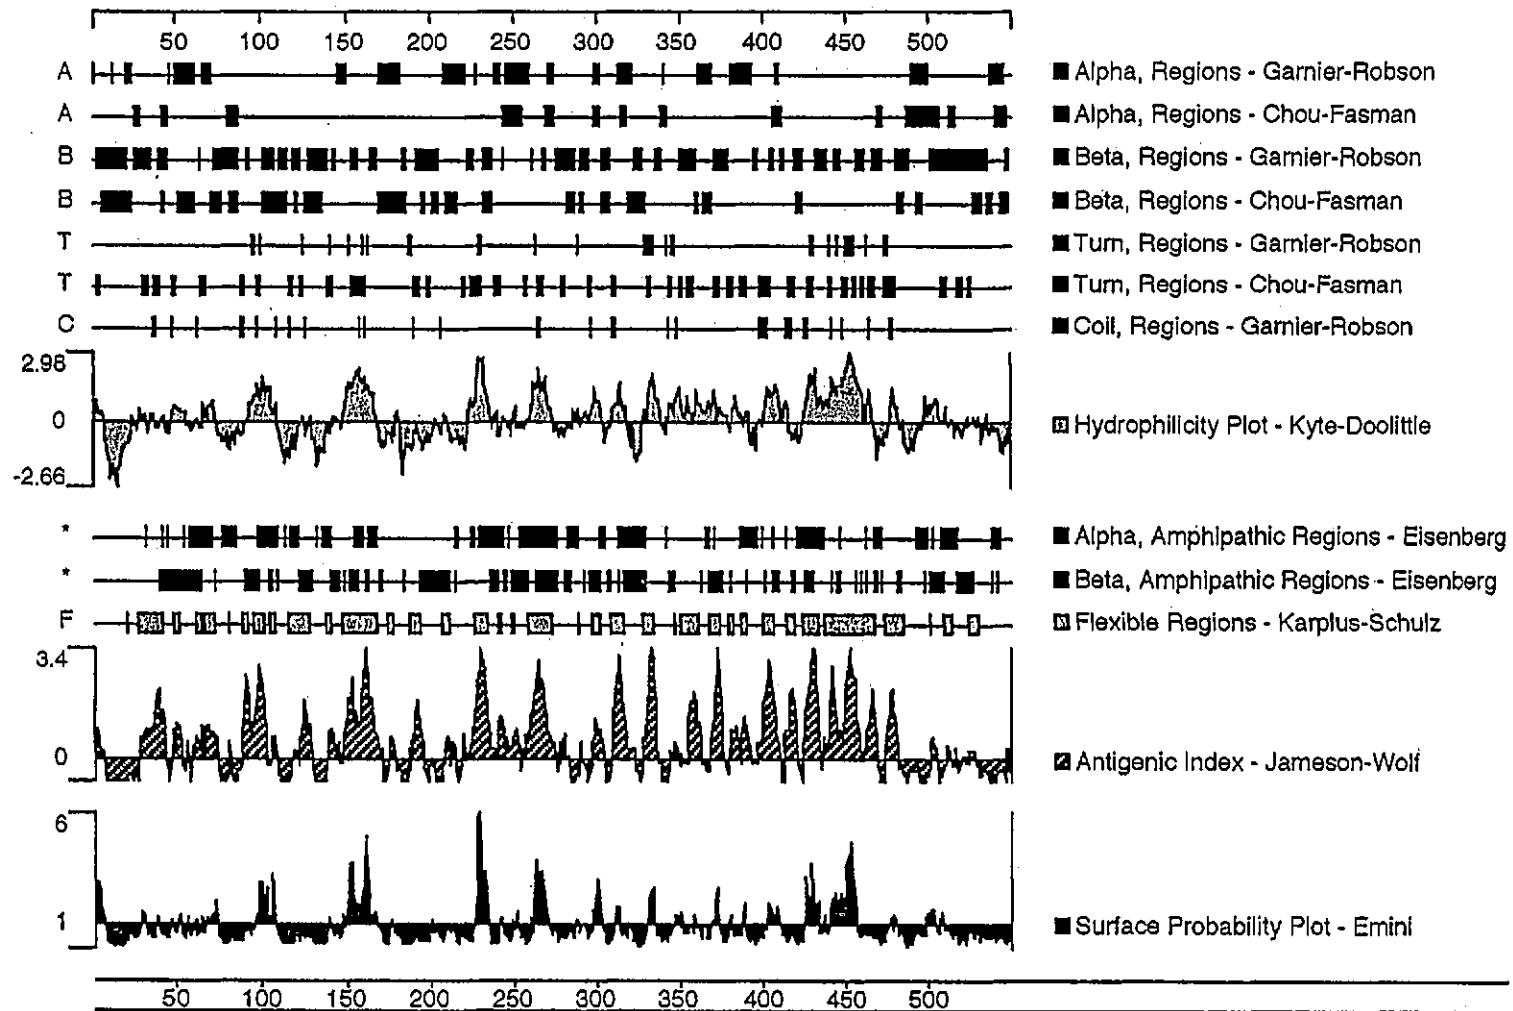 50 100 150 200 250 300 350 400 450 500
A Alpha, Regions - Garnier-Robson
A Alpha, Regions - Chou-Fasman
B Beta, Regions - Garnier-Robson
B Beta, Regions - Chou-Fasman
T Turn, Regions - Garnier-Robson
T Turn, Regions - Chou-Fasman
C Coil, Regions - Garnier-Robson
2.98
0 Hydrophilicity Plot - Kyte-Doolittle
-2.66
* Alpha, Amphipathic Regions - Eisenberg
* Beta, Amphipathic Regions - Eisenberg
F Flexible Regions - Karplus-Schulz
3.4
0 Antigenic Index - Jameson-Wolf
6
1 Surface Probability Plot - Emini
50 100 150 200 250 300 350 400 450 500